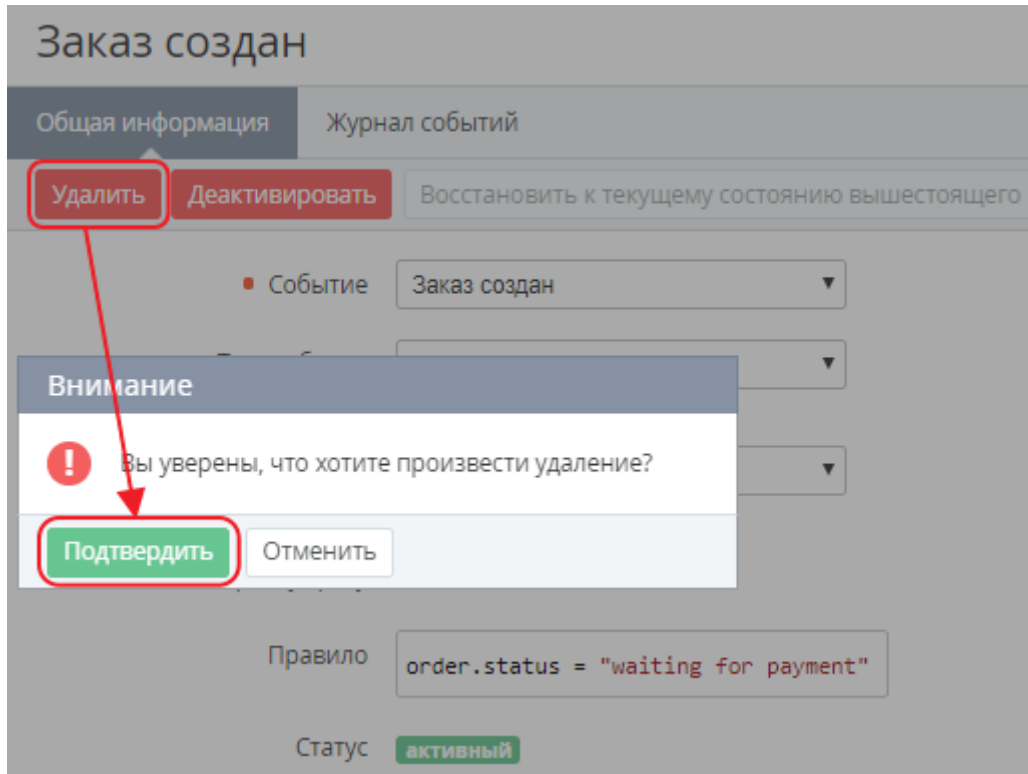 Заказ создан
Общая информация Журнал событий
Удалить Деактивировать Восстановить к текущему состоянию вышестоящего
Событие Заказ создан
Внимание
Вы уверены, что хотите произвести удаление?
Подтвердить Отменить
Правило order.status = "waiting for payment"
Статус активный